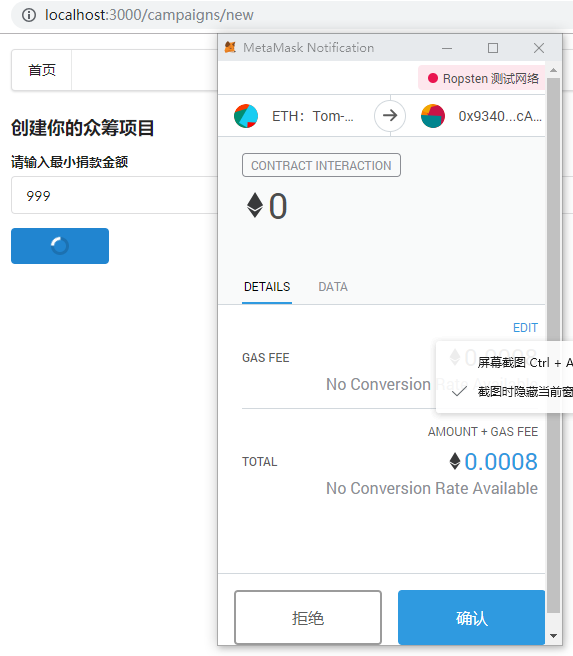 localhost:3000/campaigns/new
MetaMask Notification
首页
Ropsten 测试网络
ETH：Tom-...
0x9340...cA...
创建你的众筹项目
请输入最小捐款金额
999
CONTRACT INTERACTION
0
DETAILS
DATA
EDIT
GAS FEE
0.0008
屏幕截图 Ctrl + A
No Conversion Rate Available
截图时隐藏当前窗
AMOUNT + GAS FEE
TOTAL
0.0008
No Conversion Rate Available
拒绝
确认